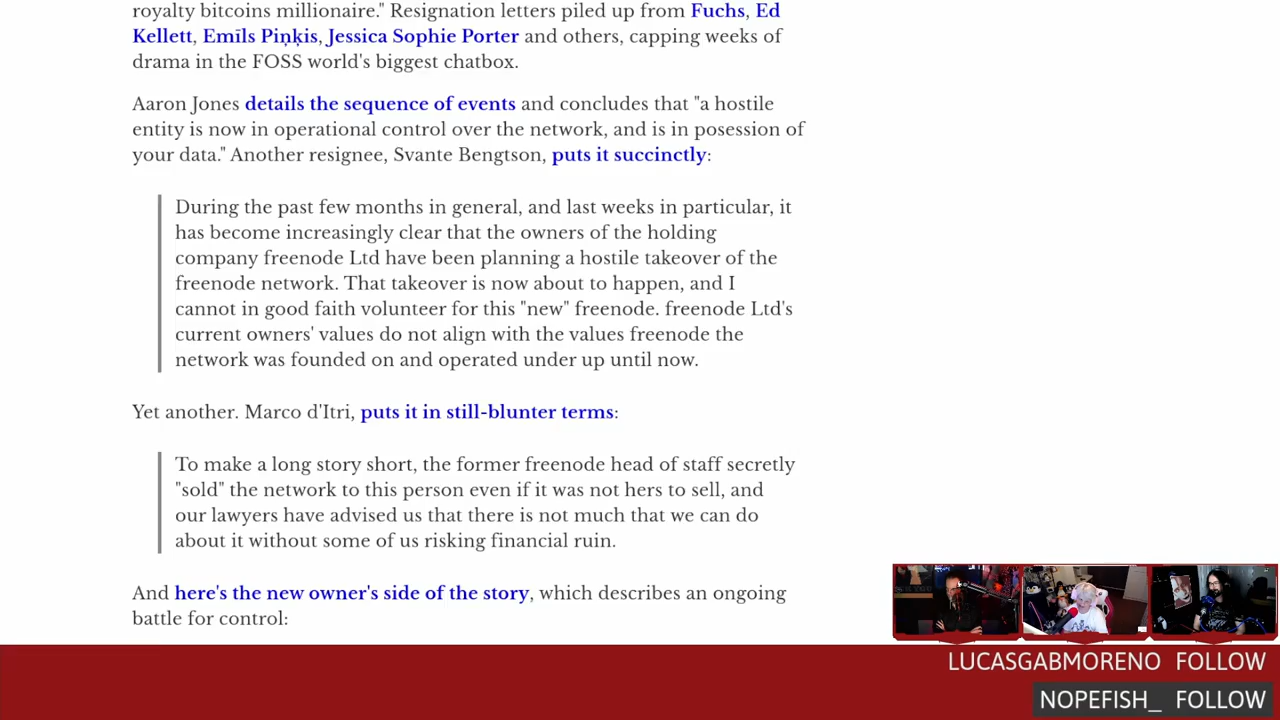 royalty bitcoins millionaire." Resignation letters piled up from Fuchs, Ed
Kellett, Emīls Piņķis, Jessica Sophie Porter and others, capping weeks of
drama in the FOSS world's biggest chatbox.
Aaron Jones details the sequence of events and concludes that "a hostile
entity is now in operational control over the network, and is in posession of
your data." Another resignee, Svante Bengtson, puts it succinctly:
During the past few months in general, and last weeks in particular, it
has become increasingly clear that the owners of the holding
company freenode Ltd have been planning a hostile takeover of the
freenode network. That takeover is now about to happen, and I
cannot in good faith volunteer for this "new" freenode. freenode Ltd's
current owners' values do not align with the values freenode the
network was founded on and operated under up until now.
Yet another. Marco d'Itri, puts it in still-blunter terms:
To make a long story short, the former freenode head of staff secretly
"sold" the network to this person even if it was not hers to sell, and
our lawyers have advised us that there is not much that we can do
about it without some of us risking financial ruin.
And here's the new owner's side of the story, which describes an ongoing
battle for control:
LUCASGABMORENO FOLLOW
NOPEFISH_ FOLLOW